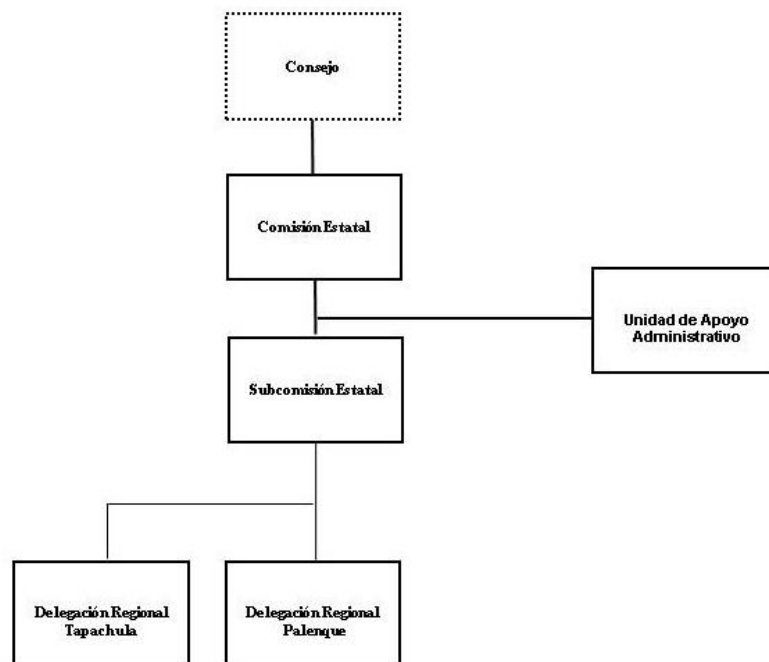 Consejo
Comisión Estatal
Unidad de Apoyo
Administrativo
Subcomisión Estatal
Delegación Regional
Tapachula
Delegación Regional
Palenque